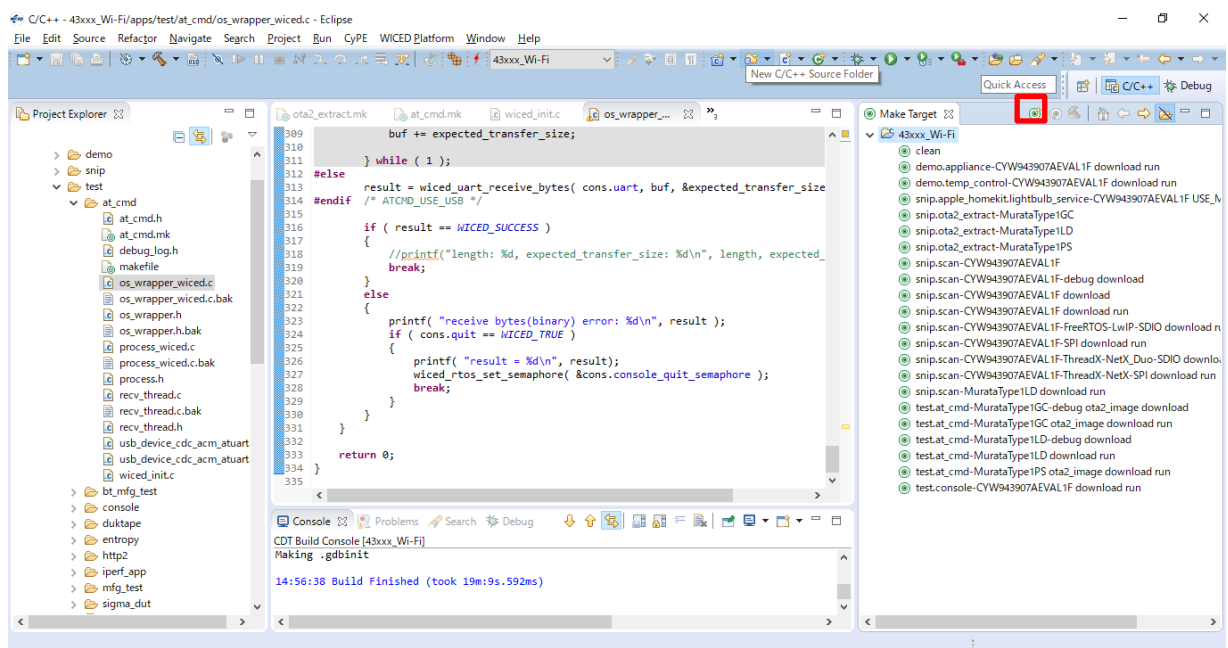 C/C++ - 43xxx_Wi-Fi/apps/test/at_cmd/os_wrapper_wiced.c - Eclipse
File Edit Source Refactor Navigate Search Project Run CyPE WICED Platform Window Help
43xxx_Wi-Fi
New C/C++ Source Folder
Quick Access
C/C++
Debug
Project Explorer
demo
snip
test
at_cmd
at_cmd.h
at_cmd.mk
debug_log.h
makefile
os_wrapper_wiced.c
os_wrapper_wiced.c.bak
os_wrapper.h
os_wrapper.h.bak
process_wiced.c
process_wiced.c.bak
process.h
recv_thread.c
recv_thread.c.bak
recv_thread.h
usb_device_cdc_acm_atuart
usb_device_cdc_acm_atuart
wiced_init.c
bt_mfg_test
console
duktape
entropy
http2
iperf_app
mfg_test
sigma_dut
ota2_extract.mk at_cmd.mk wiced_init.c os_wrapper_... »3
309 buf += expected_transfer_size;
310
311 } while ( 1 );
312 #else
313 result = wiced_uart_receive_bytes( cons.uart, buf, &expected_transfer_size
314 #endif /* ATCMD_USE_USB */
315
316 if ( result == WICED_SUCCESS )
317 {
318 //printf("length: %d, expected_transfer_size: %d\n", length, expected_
319 break;
320 }
321 else
322 {
323 printf( "receive bytes(binary) error: %d\n", result );
324 if ( cons.quit == WICED_TRUE )
325 {
326 printf( "result = %d\n", result);
327 wiced_rtos_set_semaphore( &cons.console_quit_semaphore );
328 break;
329 }
330 }
331 }
332
333 return 0;
334 }
335
Console Problems Search Debug
CDT Build Console [43xxx_Wi-Fi]
Making .gdbinit
14:56:38 Build Finished (took 19m:9s.592ms)
Make Target
43xxx_Wi-Fi
clean
demo.appliance-CYW943907AEVAL1F download run
demo.temp_control-CYW943907AEVAL1F download run
snip.apple_homekit.lightbulb_service-CYW943907AEVAL1F USE_M
snip.ota2_extract-MurataType1GC
snip.ota2_extract-MurataType1LD
snip.ota2_extract-MurataType1PS
snip.scan-CYW943907AEVAL1F
snip.scan-CYW943907AEVAL1F-debug download
snip.scan-CYW943907AEVAL1F download
snip.scan-CYW943907AEVAL1F download run
snip.scan-CYW943907AEVAL1F-FreeRTOS-LwIP-SDIO download ru
snip.scan-CYW943907AEVAL1F-SPI download run
snip.scan-CYW943907AEVAL1F-ThreadX-NetX_Duo-SDIO downloa
snip.scan-CYW943907AEVAL1F-ThreadX-NetX-SPI download run
snip.scan-MurataType1LD download run
test.at_cmd-MurataType1GC-debug ota2_image download
test.at_cmd-MurataType1GC ota2_image download run
test.at_cmd-MurataType1LD-debug download
test.at_cmd-MurataType1LD download run
test.at_cmd-MurataType1PS ota2_image download run
test.console-CYW943907AEVAL1F download run